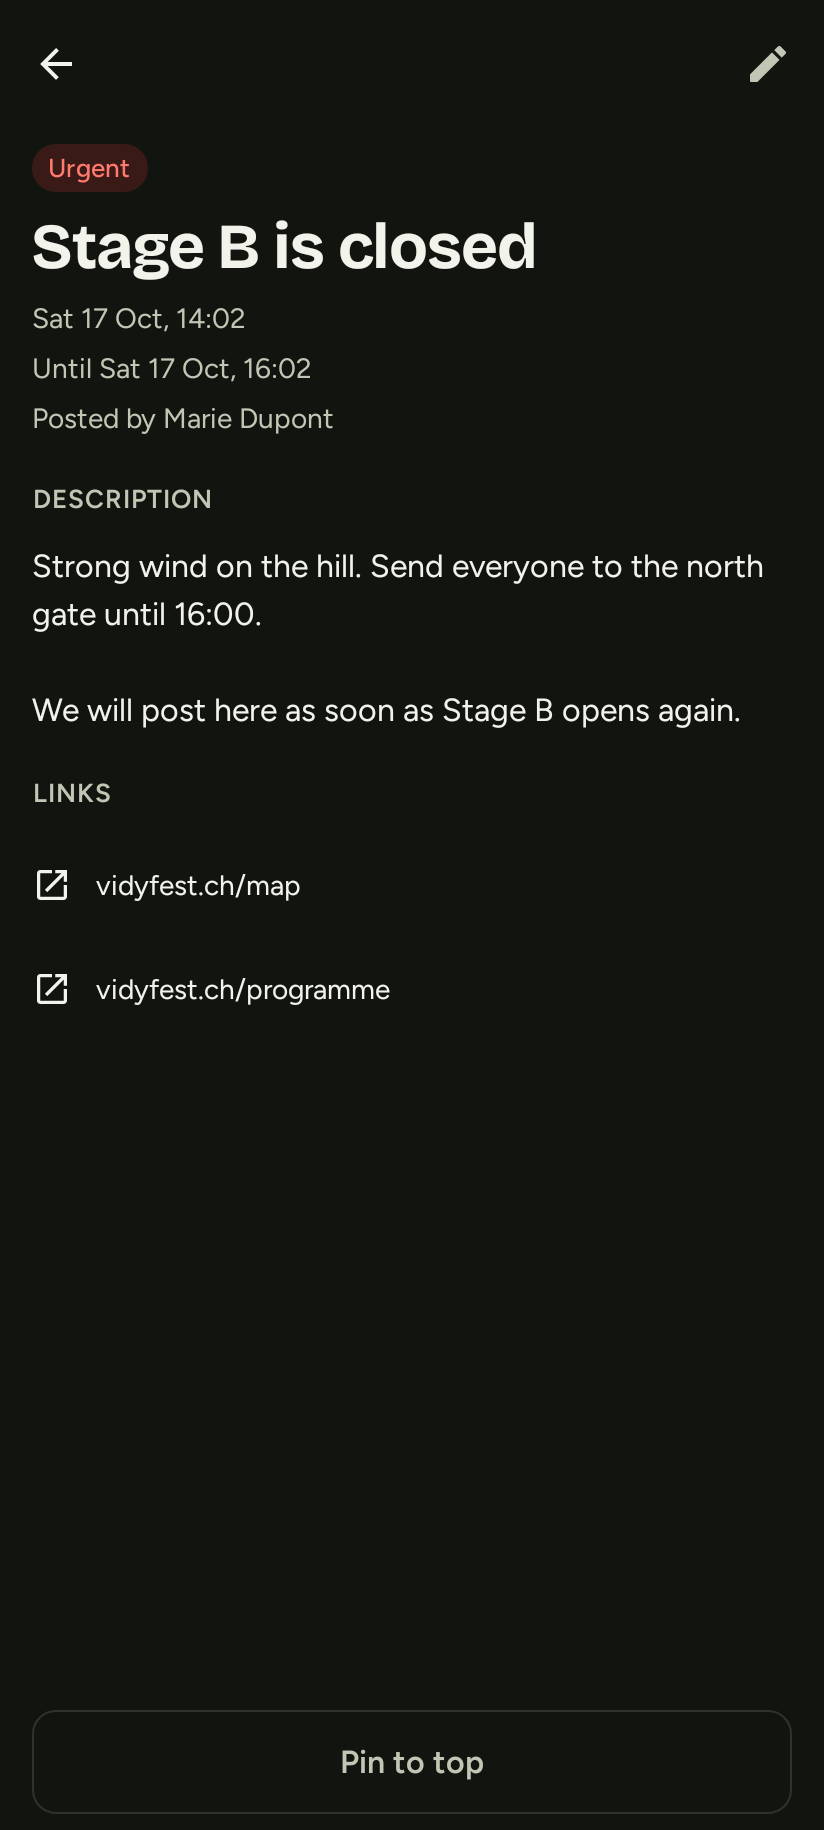 Urgent
Stage B is closed
Sat 17 Oct, 14:02
Until Sat 17 Oct, 16:02
Posted by Marie Dupont
DESCRIPTION
Strong wind on the hill. Send everyone to the north
gate until 16:00.
We will post here as soon as Stage B opens again.
LINKS
vidyfest.ch/map
vidyfest.ch/programme
Pin to top